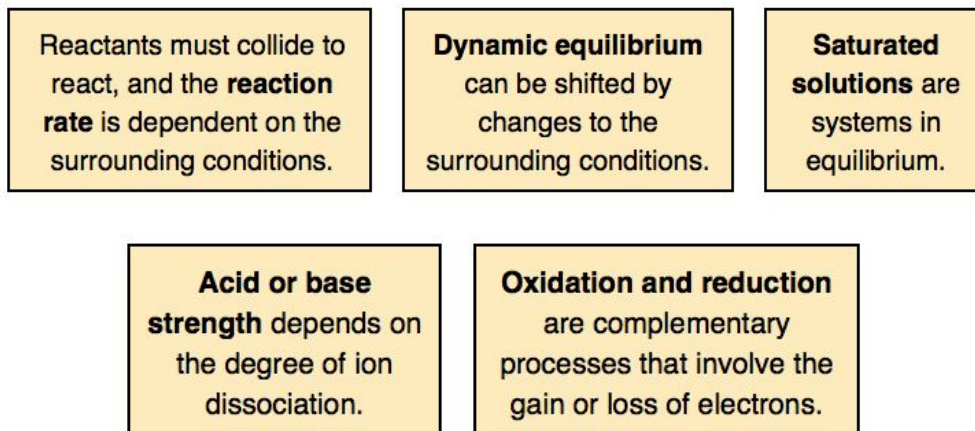 Reactants must collide to
react, and the reaction
rate is dependent on the
surrounding conditions.
Dynamic equilibrium
can be shifted by
changes to the
surrounding conditions.
Saturated
solutions are
systems in
equilibrium.
Acid or base
strength depends on
the degree of ion
dissociation.
Oxidation and reduction
are complementary
processes that involve the
gain or loss of electrons.